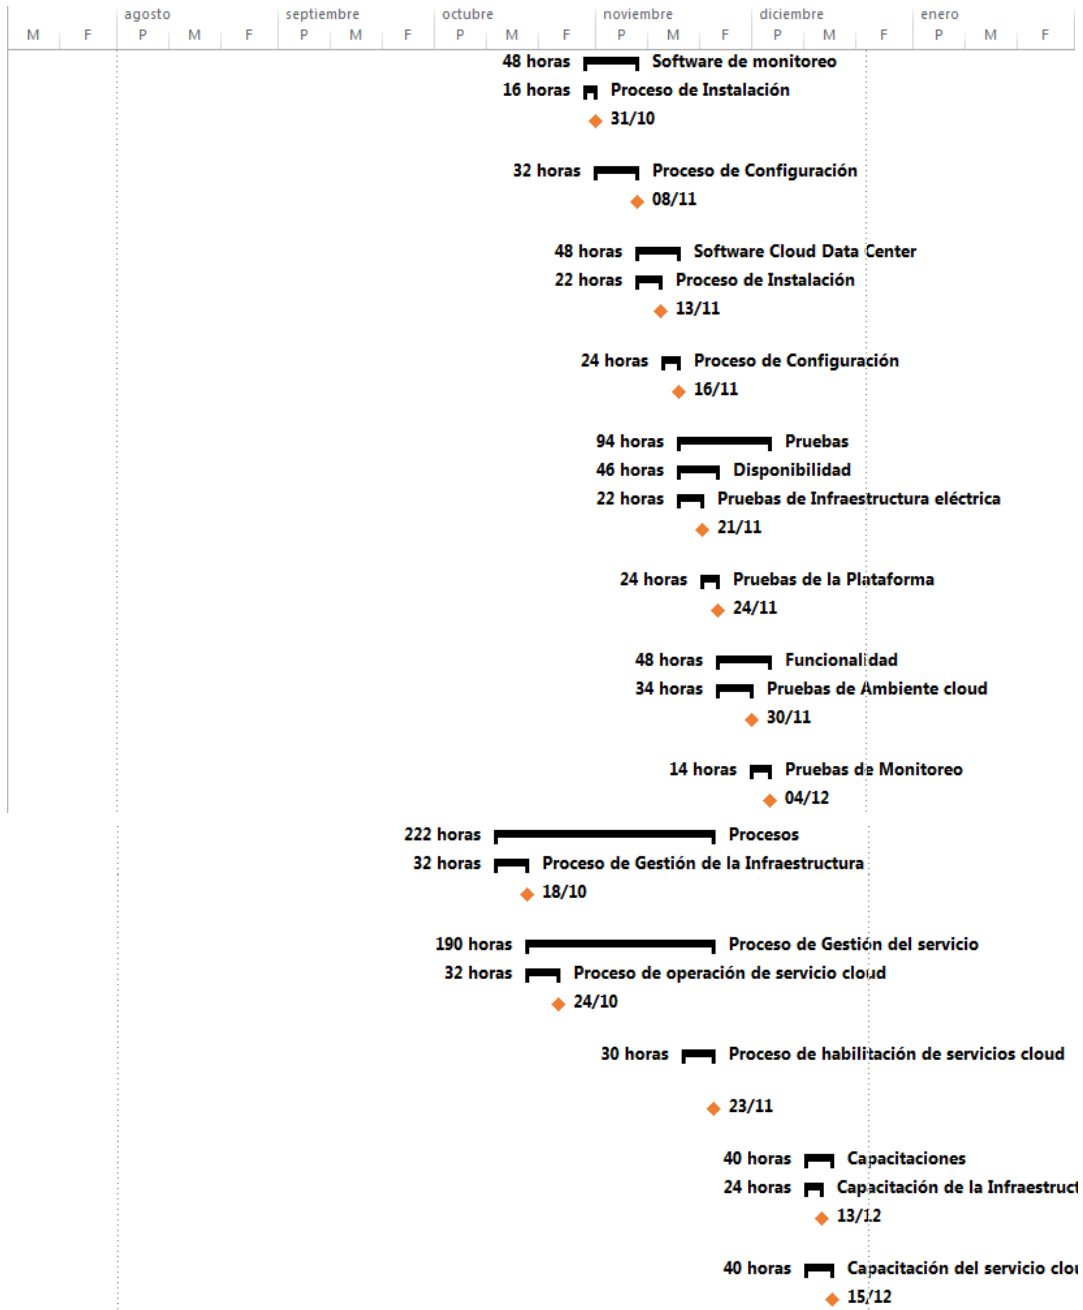 agosto septiembre octubre noviembre diciembre enero
M F P M F P M F P M F P M F P M F P M F
48 horas Software de monitoreo
16 horas Proceso de Instalación
31/10
32 horas Proceso de Configuración
08/11
48 horas Software Cloud Data Center
22 horas Proceso de Instalación
13/11
24 horas Proceso de Configuración
16/11
94 horas Pruebas
46 horas Disponibilidad
22 horas Pruebas de Infraestructura eléctrica
21/11
24 horas Pruebas de la Plataforma
24/11
48 horas Funcionalidad
34 horas Pruebas de Ambiente cloud
30/11
14 horas Pruebas de Monitoreo
04/12
222 horas Procesos
32 horas Proceso de Gestión de la Infraestructura
18/10
190 horas Proceso de Gestión del servicio
32 horas Proceso de operación de servicio cloud
24/10
30 horas Proceso de habilitación de servicios cloud
23/11
40 horas Capacitaciones
24 horas Capacitación de la Infraestruct
13/12
40 horas Capacitación del servicio clou
15/12